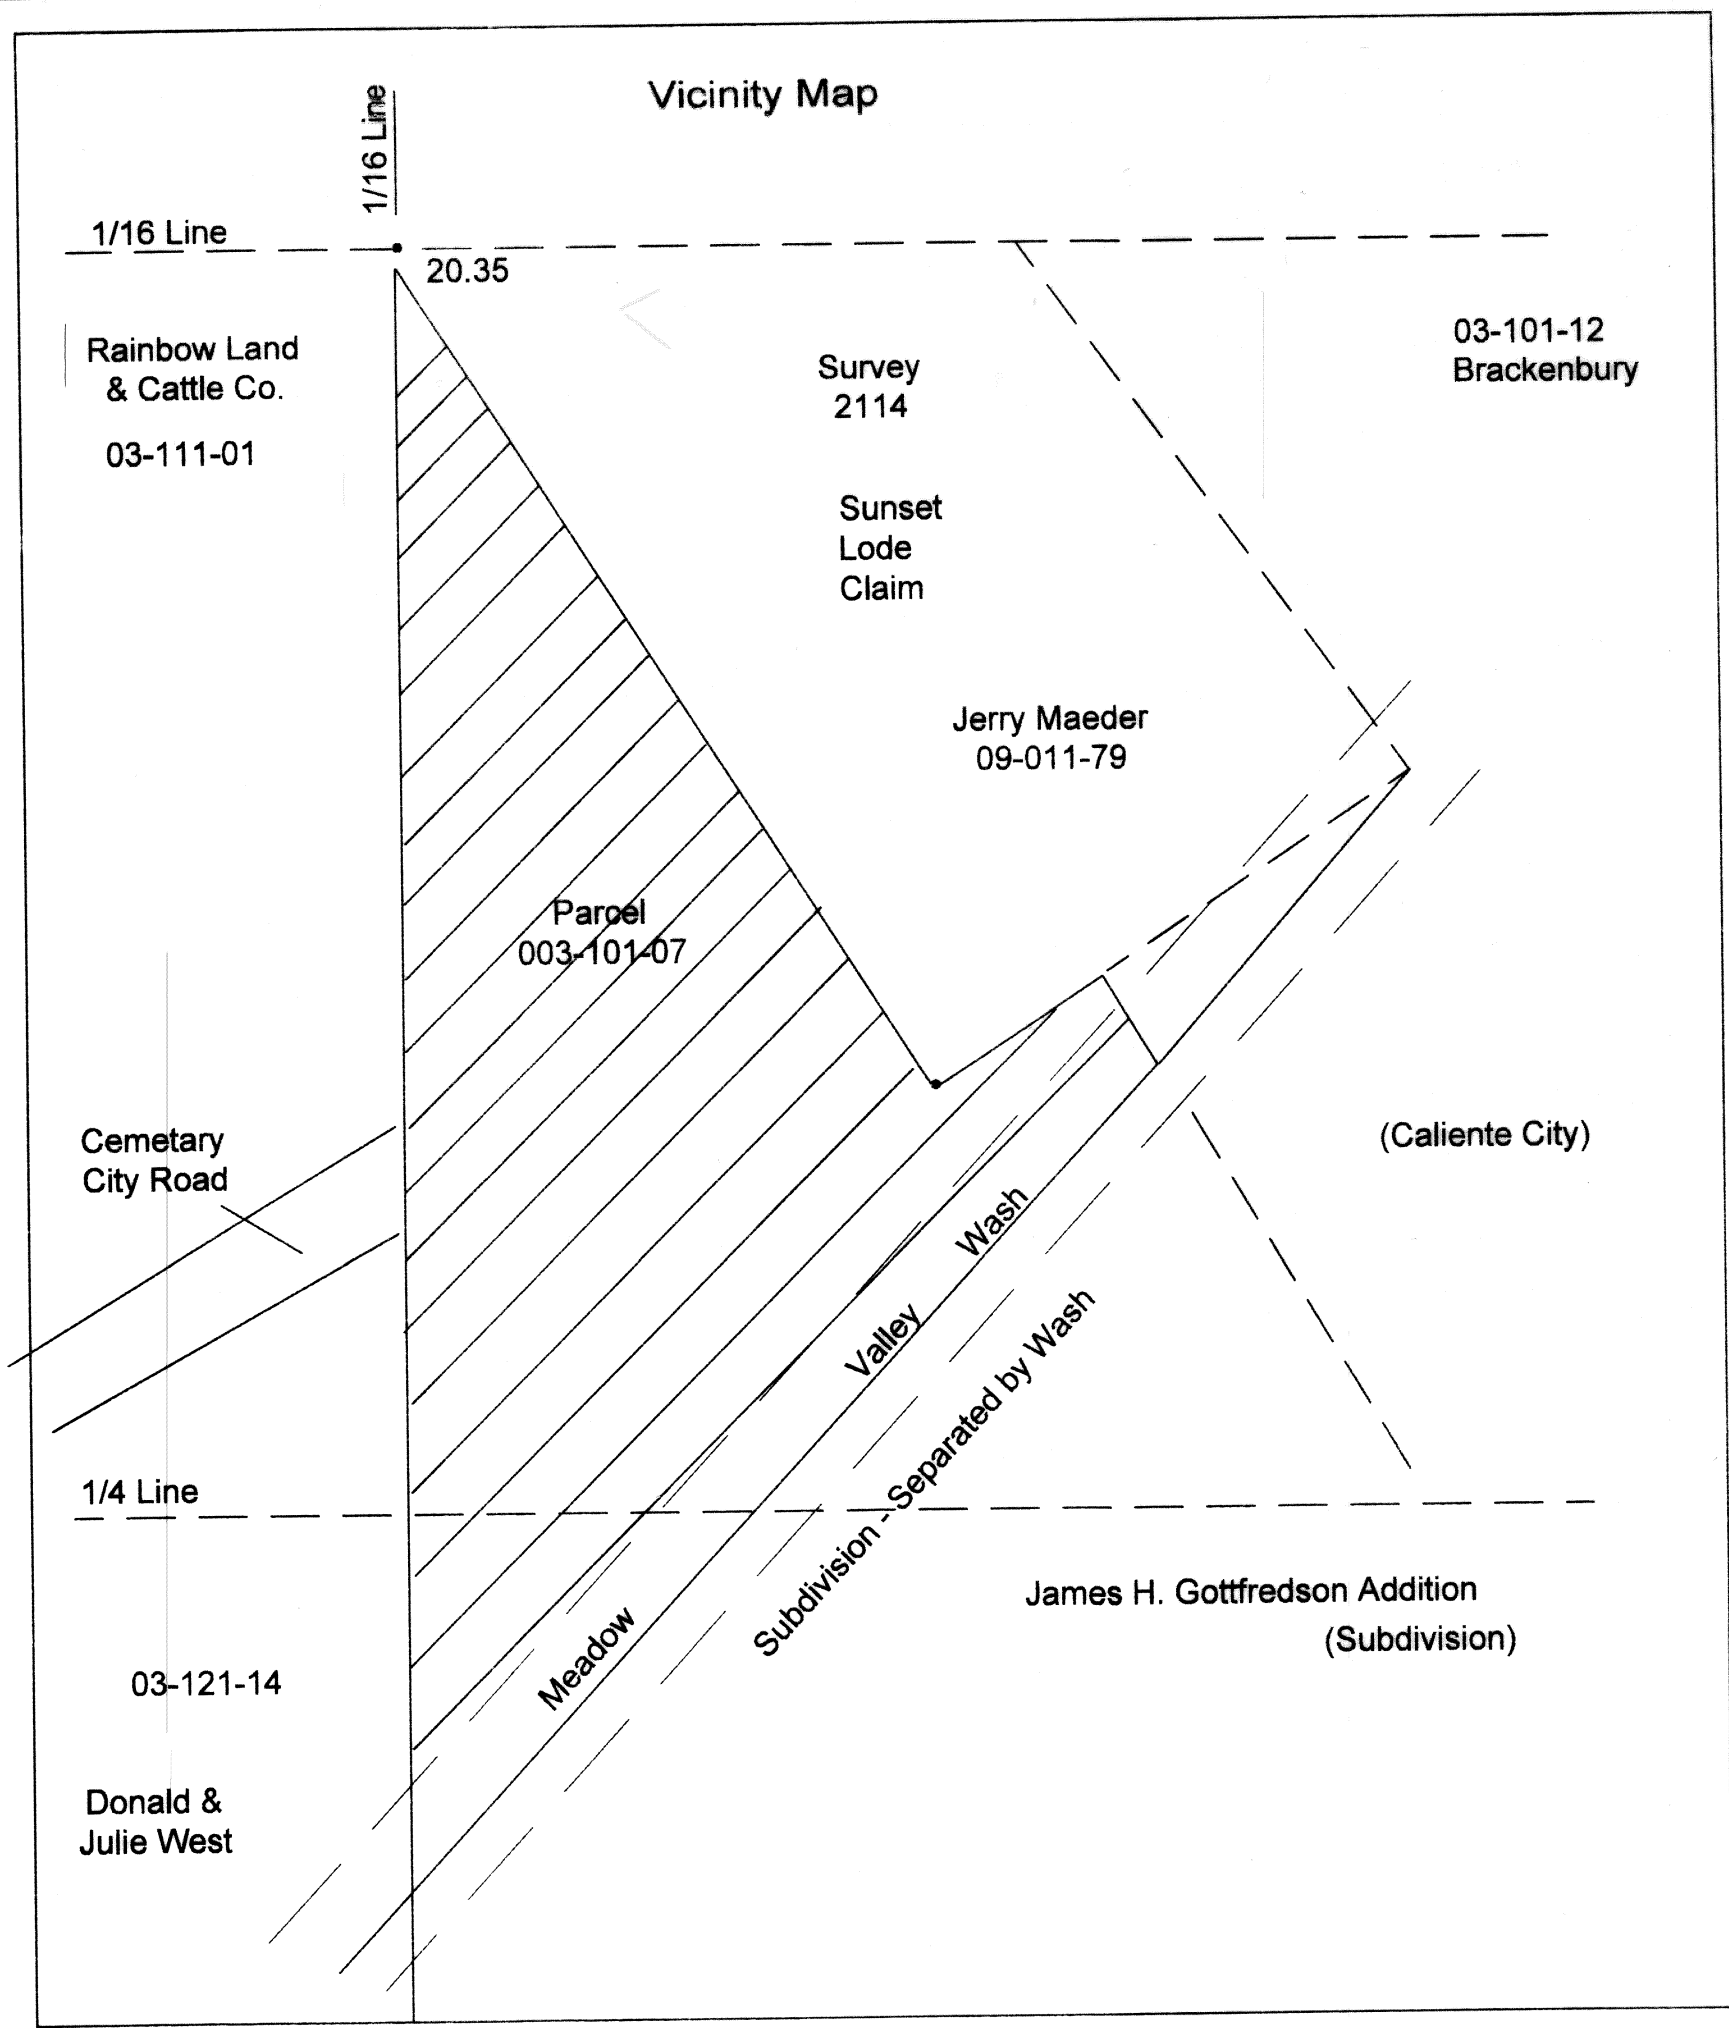 Vicinity Map
1/16 Line
1/16 Line
20.35
Rainbow Land
& Cattle Co.
03-111-01
Survey
2114
03-101-12
Brackenbury
Sunset
Lode
Claim
Jerry Maeder
09-011-79
Parcel
003-101-07
Cemetary
City Road
(Caliente City)
Meadow Valley Wash
Subdivision - Separated by Wash
1/4 Line
James H. Gottfredson Addition
(Subdivision)
03-121-14
Donald &
Julie West